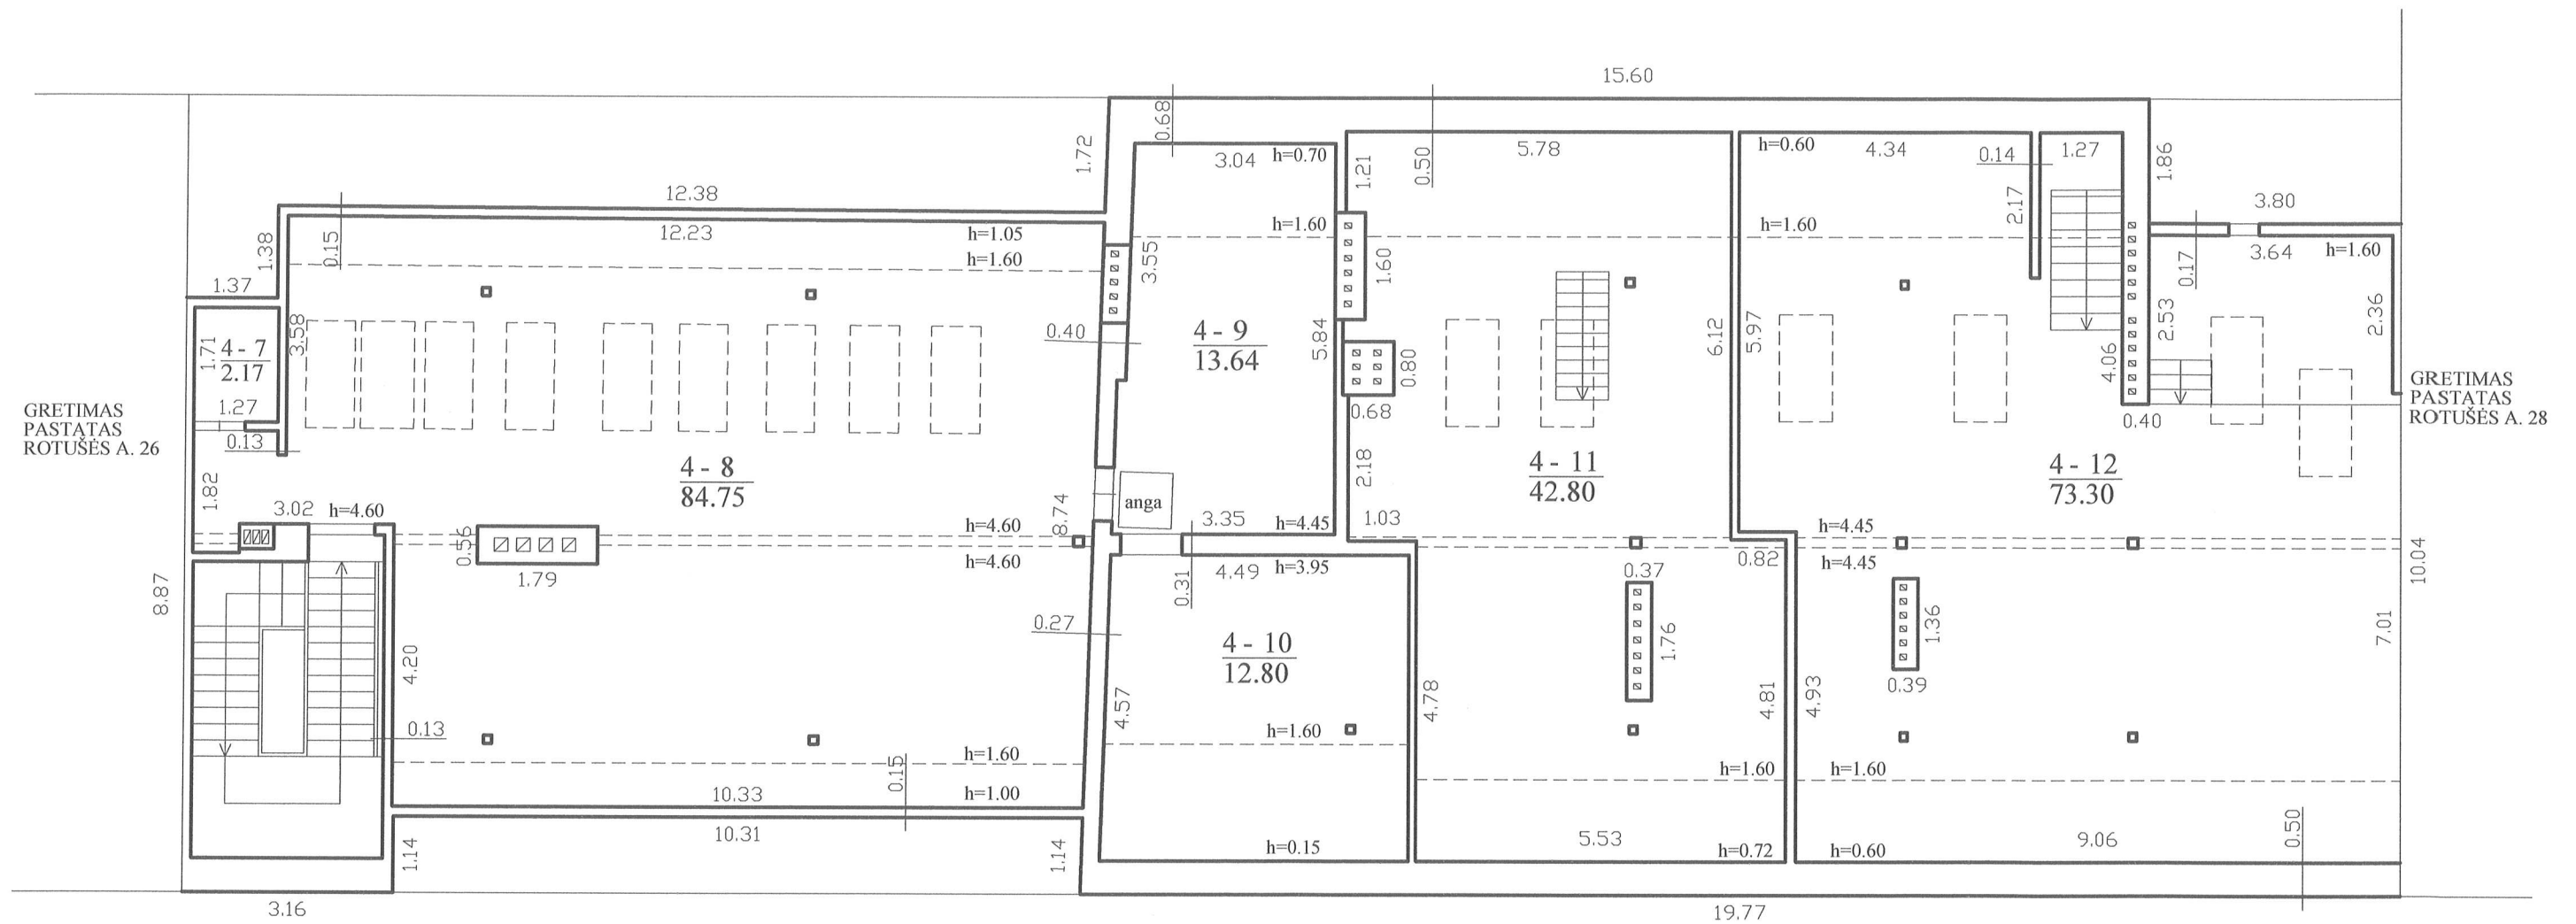 15.60
0.68
1.72
3.04 h=0.70
1.21
0.50
5.78
h=0.60
4.34
0.14
1.27
1.86
12.38
2.17
3.80
1.38
0.15
12.23
h=1.05
h=1.60
h=1.60
h=1.60
3.55
1.60
0.17
3.64
h=1.60
1.37
3.58
0.40
4 - 9
13.64
5.84
0.80
6.12
5.97
2.53
2.36
1.71
4 - 7
2.17
4.06
GRETIMAS
PASTATAS
ROTUŠĖS A. 26
1.27
0.13
0.68
0.40
GRETIMAS
PASTATAS
ROTUŠĖS A. 28
4 - 8
84.75
2.18
4 - 11
42.80
4 - 12
73.30
1.82
3.02 h=4.60
8.74
anga
h=4.60
3.35
h=4.45
1.03
h=4.45
0.56
h=4.60
1.79
0.31
4.49 h=3.95
0.37
0.82
h=4.45
10.04
8.87
0.27
4 - 10
12.80
1.76
1.36
7.01
4.20
0.39
4.57
4.78
4.81
4.93
0.13
h=1.60
h=1.60
0.15
h=1.60
h=1.60
10.33
h=1.00
10.31
1.14
1.14
h=0.15
5.53
h=0.72
h=0.60
9.06
0.50
3.16
19.77